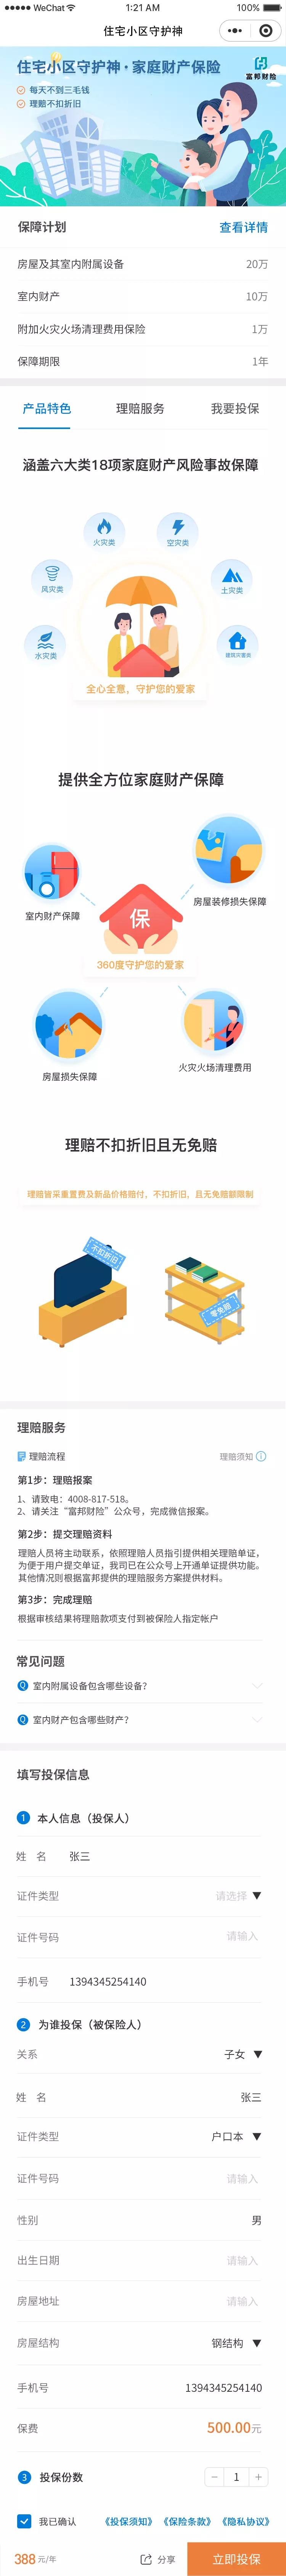 WeChat
1:21 AM
100%
住宅小区守护神
住宅小区守护神·家庭财产保险
富邦财险
每天不到三毛钱
理赔不扣折旧
保障计划
查看详情
房屋及其室内附属设备 20万
室内财产 10万
附加火灾火场清理费用保险 1万
保障期限 1年
产品特色 理赔服务 我要投保
涵盖六大类18项家庭财产风险事故保障
火灾类 空灾类
风灾类 土灾类
水灾类 建筑灾害类
全心全意，守护您的爱家
提供全方位家庭财产保障
室内财产保障 房屋装修损失保障
保
360度守护您的爱家
房屋损失保障 火灾火场清理费用
理赔不扣折旧且无免赔
理赔皆采重置费及新品价格赔付，不扣折旧，且无免赔额限制
不扣折旧
零免赔
理赔服务
理赔流程 理赔须知
第1步：理赔报案
1、请致电：4008-817-518。
2、请关注“富邦财险”公众号，完成微信报案。
第2步：提交理赔资料
理赔人员将主动联系，依照理赔人员指引提供相关理赔单证，
为便于用户提交单证，我司已在公众号上开通单证提供功能。
其他情况则根据富邦提供的理赔服务方案提供材料。
第3步：完成理赔
根据审核结果将理赔款项支付到被保险人指定帐户
常见问题
Q 室内附属设备包含哪些设备？
Q 室内财产包含哪些财产？
填写投保信息
1 本人信息（投保人）
姓 名 张三
证件类型 请选择
证件号码 请输入
手机号 1394345254140
2 为谁投保（被保险人）
关系 子女
姓 名 张三
证件类型 户口本
证件号码 请输入
性别 男
出生日期 请输入
房屋地址 请输入
房屋结构 钢结构
手机号 1394345254140
保费 500.00元
3 投保份数 － 1 ＋
我已确认 《投保须知》 《保险条款》 《隐私协议》
388 元/年 分享 立即投保